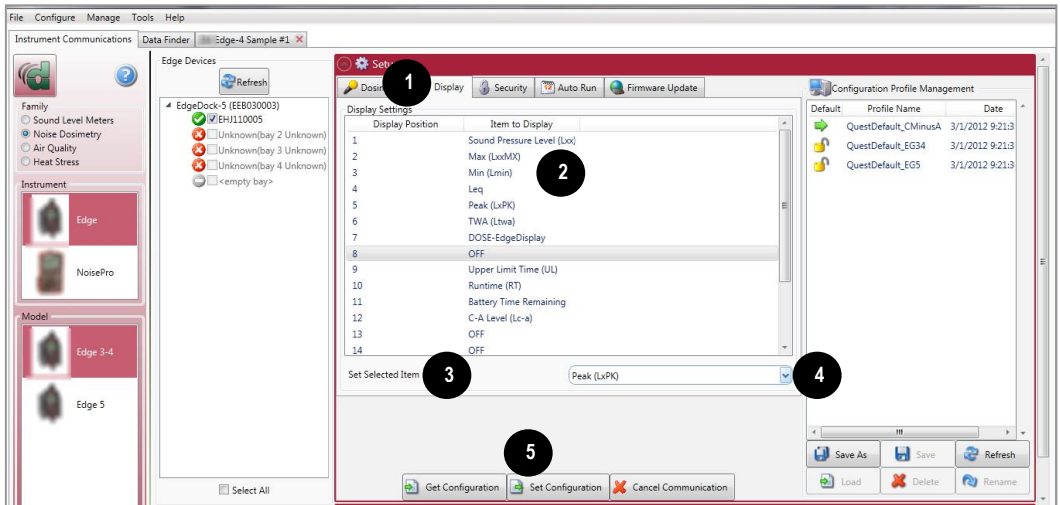 File Configure Manage Tools Help
Instrument Communications Data Finder Edge-4 Sample #1
Family
Sound Level Meters
Noise Dosimetry
Air Quality
Heat Stress
Instrument
Edge
NoisePro
Model
Edge 3-4
Edge 5
Edge Devices
Refresh
EdgeDock-5 (EEB030003)
EHJ110005
Unknown(bay 2 Unknown)
Unknown(bay 3 Unknown)
Unknown(bay 4 Unknown)
<empty bay>
Select All
1
Display Security Auto Run Firmware Update
Display Settings
Display Position Item to Display
1 Sound Pressure Level (Lxx)
2 Max (LxxMX)
3 Min (Lmin)
4 Leq
5 Peak (LxPK)
6 TWA (Ltwa)
7 DOSE-EdgeDisplay
8 OFF
9 Upper Limit Time (UL)
10 Runtime (RT)
11 Battery Time Remaining
12 C-A Level (Lc-a)
13 OFF
14 OFF
2
Set Selected Item 3 Peak (LxPK) 4
5
Get Configuration Set Configuration Cancel Communication
Configuration Profile Management
Default Profile Name Date
QuestDefault_CMinusA 3/1/2012 9:21:3
QuestDefault_EG34 3/1/2012 9:21:3
QuestDefault_EG5 3/1/2012 9:21:3
Save As Save Refresh
Load Delete Rename